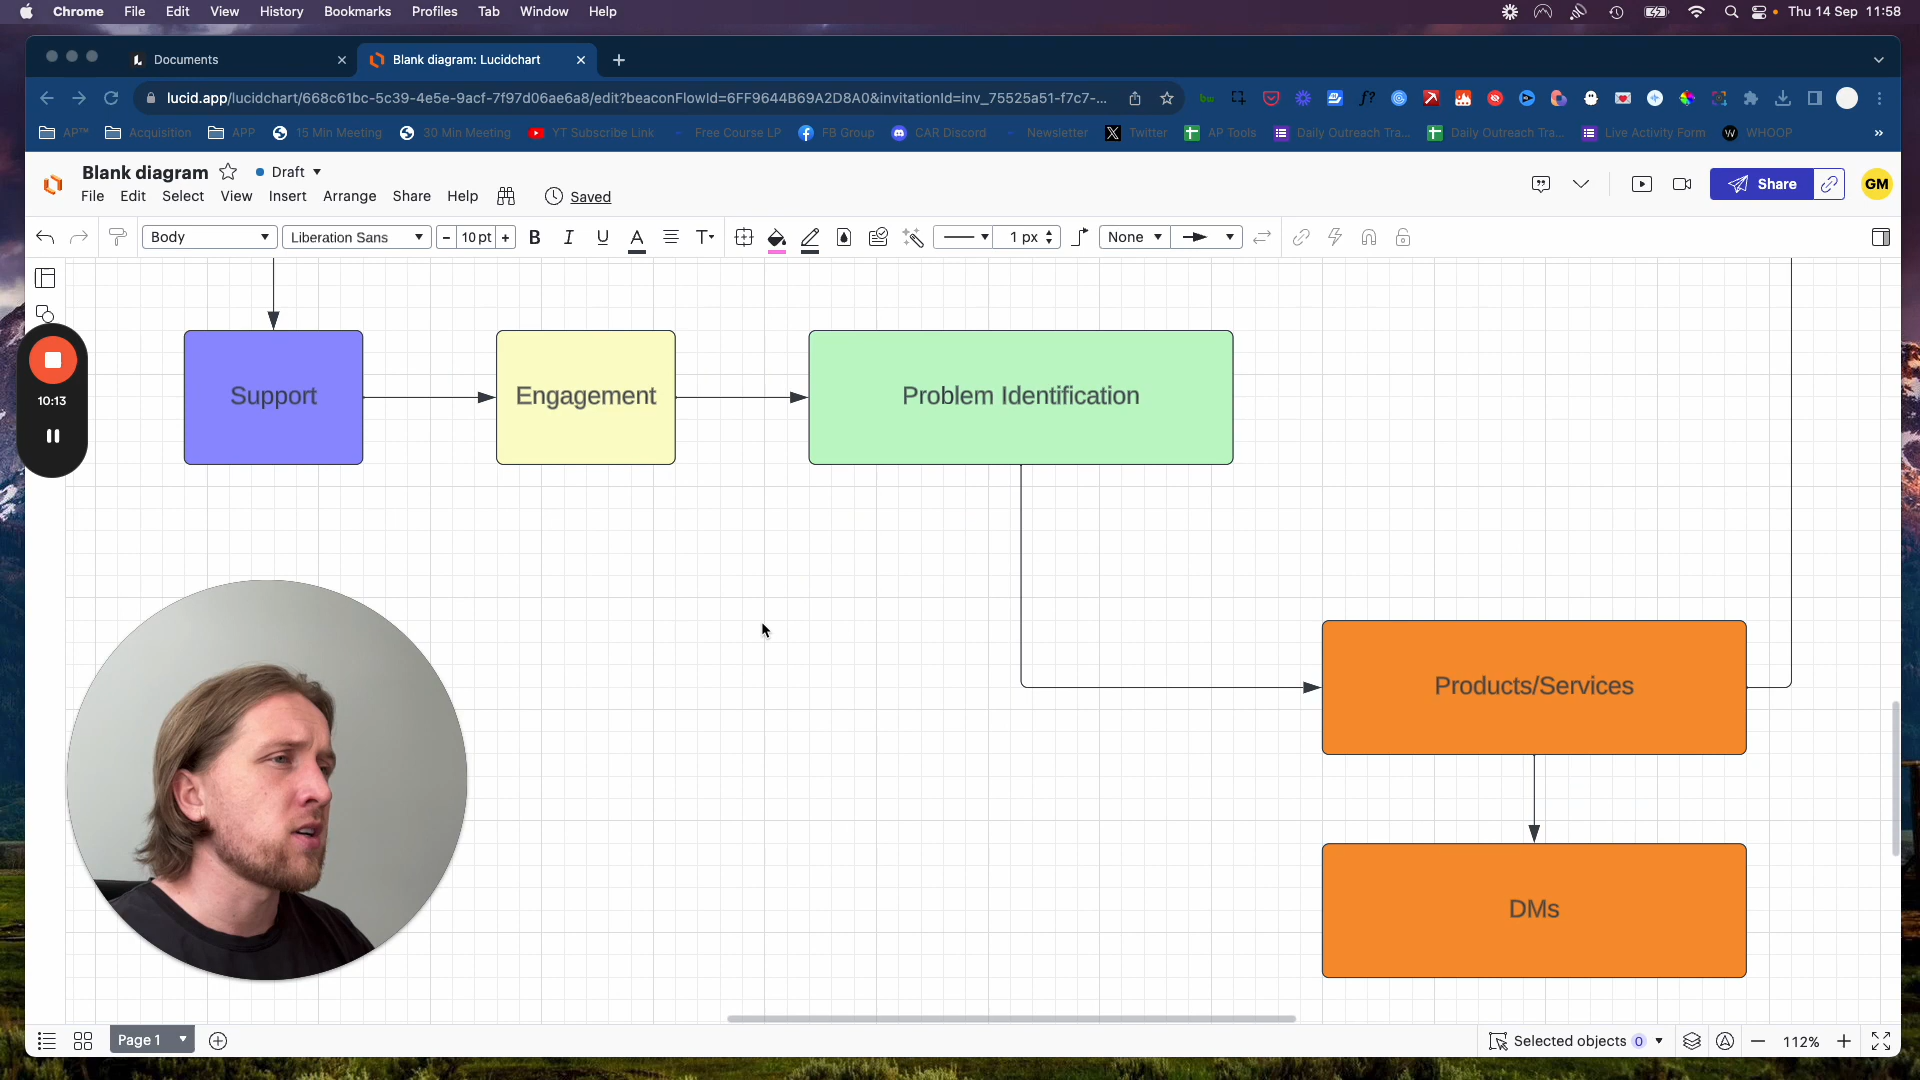 Chrome File Edit View History Bookmarks Profiles Tab Window Help Thu 14 Sep 11:58
Documents Blank diagram: Lucidchart
lucid.app/lucidchart/668c61bc-5c39-4e5e-9acf-7f97d06ae6a8/edit?beaconFlowId=6FF9644B69A2D8A0&invitationId=inv_75525a51-f7c7-...
AP™ Acquisition APP 15 Min Meeting 30 Min Meeting YT Subscribe Link Free Course LP FB Group CAR Discord Newsletter Twitter AP Tools Daily Outreach Tra... Daily Outreach Tra... Live Activity Form WHOOP »
Blank diagram Draft
File Edit Select View Insert Arrange Share Help Saved
Share GM
Body Liberation Sans - 10 pt + B I U A T 1 px None
Support Engagement Problem Identification
10:13
Products/Services
DMs
Page 1 Selected objects 0 112%